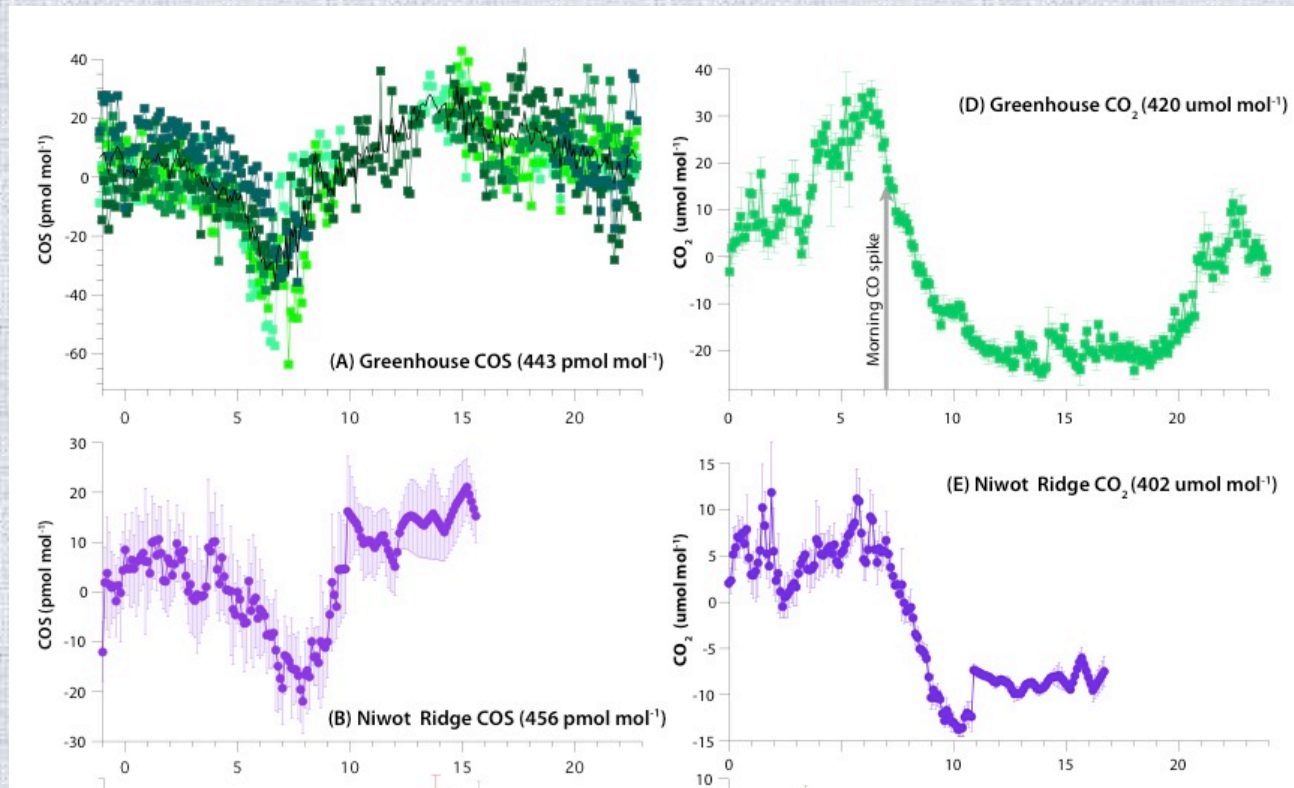 40
20
0
-20
-40
-60
COS (pmol mol⁻¹)
(A) Greenhouse COS (443 pmol mol⁻¹)
0 5 10 15 20
40
30
20
10
0
-10
-20
CO₂ (umol mol⁻¹)
(D) Greenhouse CO₂ (420 umol mol⁻¹)
Morning CO spike
0 5 10 15 20
30
20
10
0
-10
-20
-30
COS (pmol mol⁻¹)
(B) Niwot Ridge COS (456 pmol mol⁻¹)
0 5 10 15 20
15
10
5
0
-5
-10
-15
CO₂ (umol mol⁻¹)
(E) Niwot Ridge CO₂ (402 umol mol⁻¹)
0 5 10 15 20
10